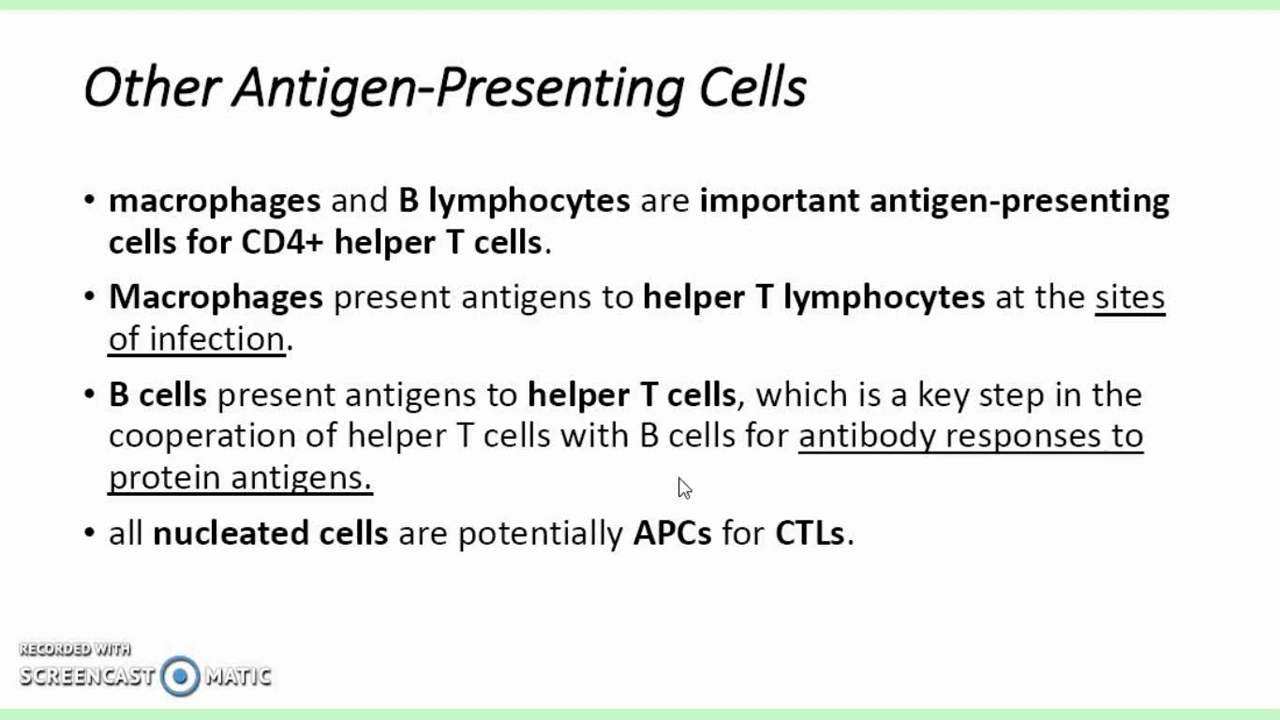 Other Antigen-Presenting Cells
• macrophages and B lymphocytes are important antigen-presenting
cells for CD4+ helper T cells.
• Macrophages present antigens to helper T lymphocytes at the sites
of infection.
• B cells present antigens to helper T cells, which is a key step in the
cooperation of helper T cells with B cells for antibody responses to
protein antigens.
• all nucleated cells are potentially APCs for CTLs.
RECORDED WITH
SCREENCAST MATIC